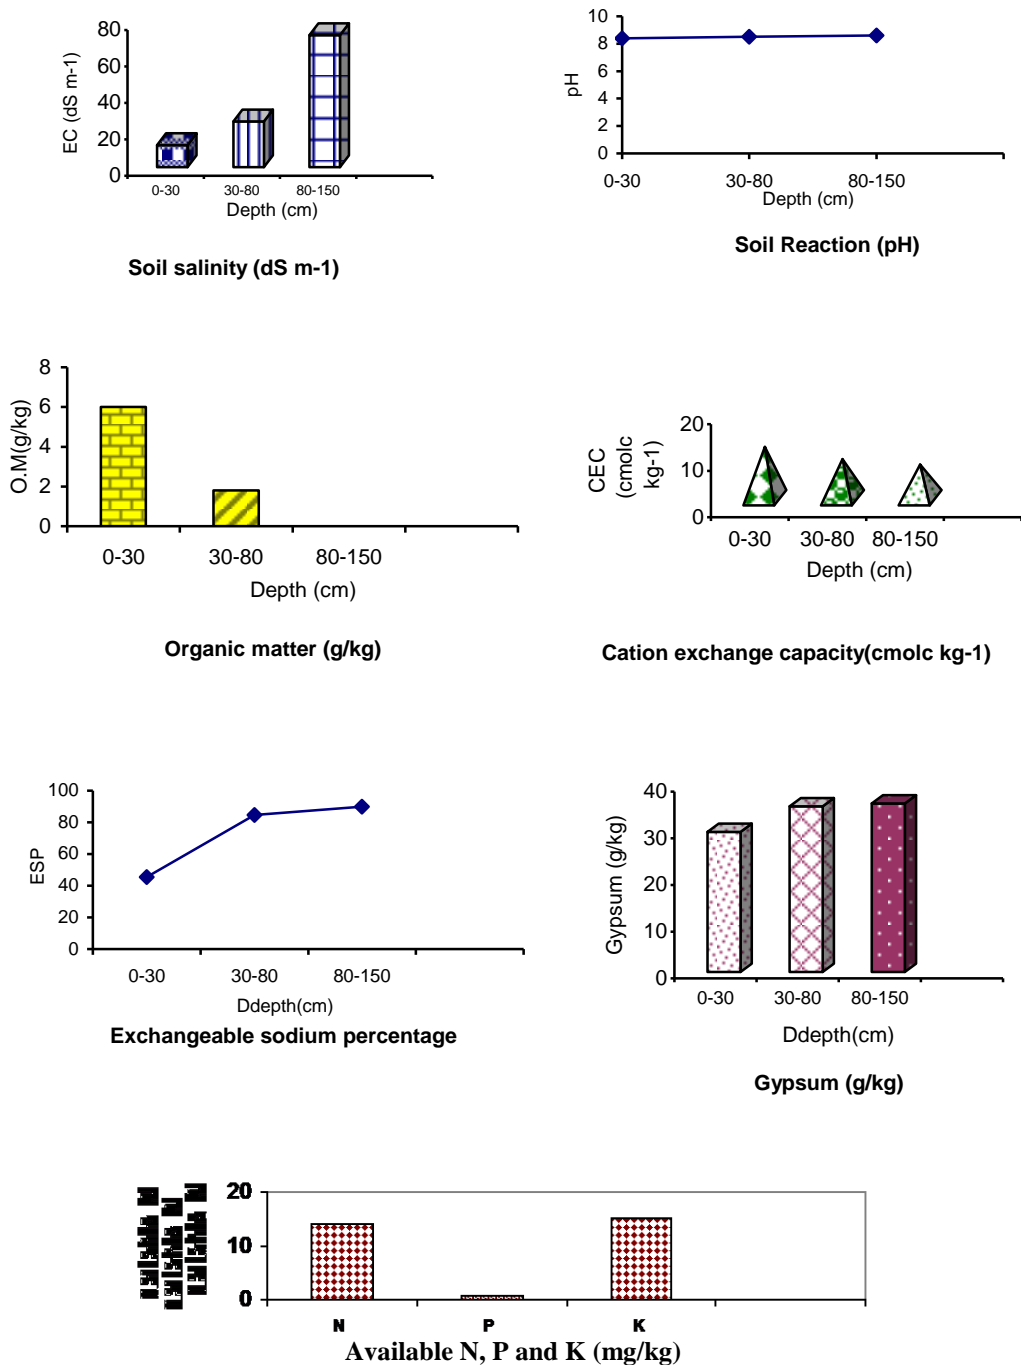 80
60
40
20
0
EC (dS m-1)
0-30 30-80 80-150
Depth (cm)
Soil salinity (dS m-1)
10
8
6
4
2
0
pH
0-30 30-80 80-150
Depth (cm)
Soil Reaction (pH)
8
6
4
2
0
O.M(g/kg)
0-30 30-80 80-150
Depth (cm)
Organic matter (g/kg)
20
10
0
CEC
(cmolc
kg-1)
0-30 30-80 80-150
Depth (cm)
Cation exchange capacity(cmolc kg-1)
100
80
60
40
20
0
ESP
0-30 30-80 80-150
Ddepth(cm)
Exchangeable sodium percentage
40
30
20
10
0
Gypsum (g/kg)
0-30 30-80 80-150
Ddepth(cm)
Gypsum (g/kg)
20
10
0
N P K
Available N, P and K (mg/kg)